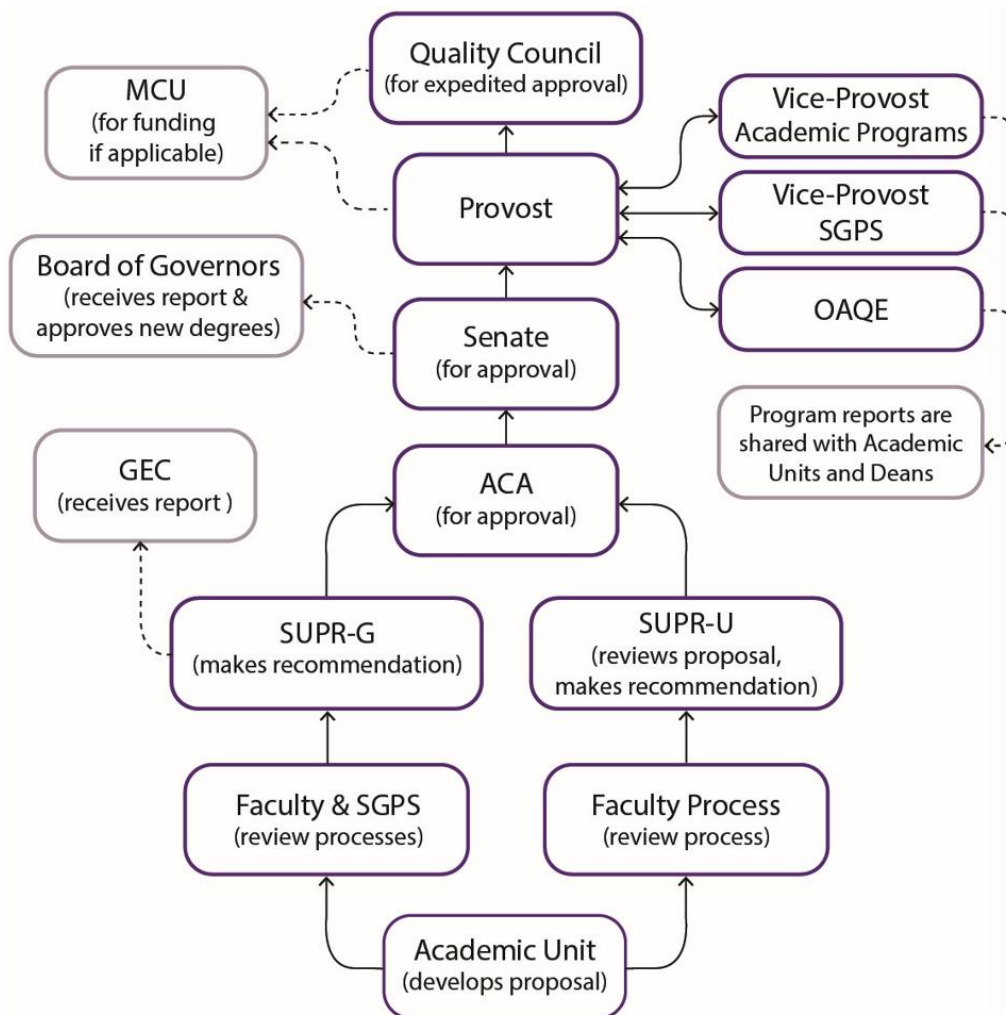 Quality Council
(for expedited approval)
MCU
(for funding
if applicable)
Vice-Provost
Academic Programs
Provost
Vice-Provost
SGPS
Board of Governors
(receives report &
approves new degrees)
OAQE
Senate
(for approval)
Program reports are
shared with Academic
Units and Deans
GEC
(receives report )
ACA
(for approval)
SUPR-G
(makes recommendation)
SUPR-U
(reviews proposal,
makes recommendation)
Faculty & SGPS
(review processes)
Faculty Process
(review process)
Academic Unit
(develops proposal)